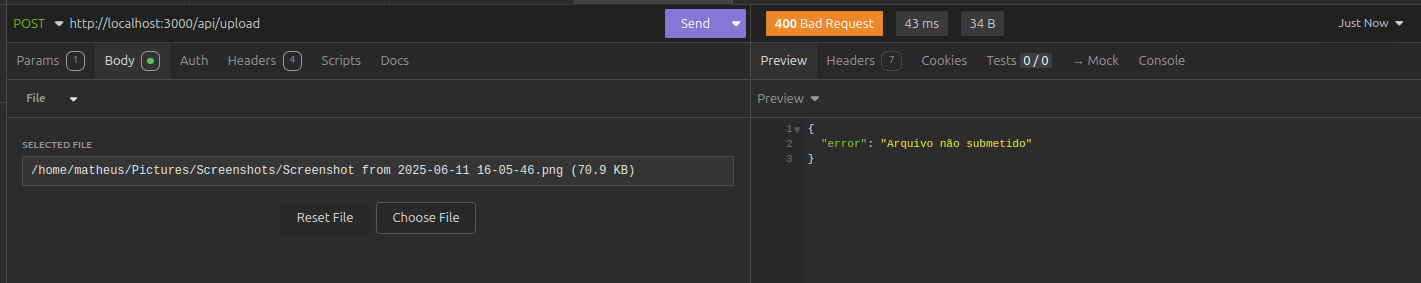 POST http://localhost:3000/api/upload Send
Params 1 Body Auth Headers 4 Scripts Docs
File
SELECTED FILE
/home/matheus/Pictures/Screenshots/Screenshot from 2025-06-11 16-05-46.png (70.9 KB)
Reset File Choose File
400 Bad Request 43 ms 34 B Just Now
Preview Headers 7 Cookies Tests 0 / 0 → Mock Console
Preview
1 {
2 "error": "Arquivo não submetido"
3 }